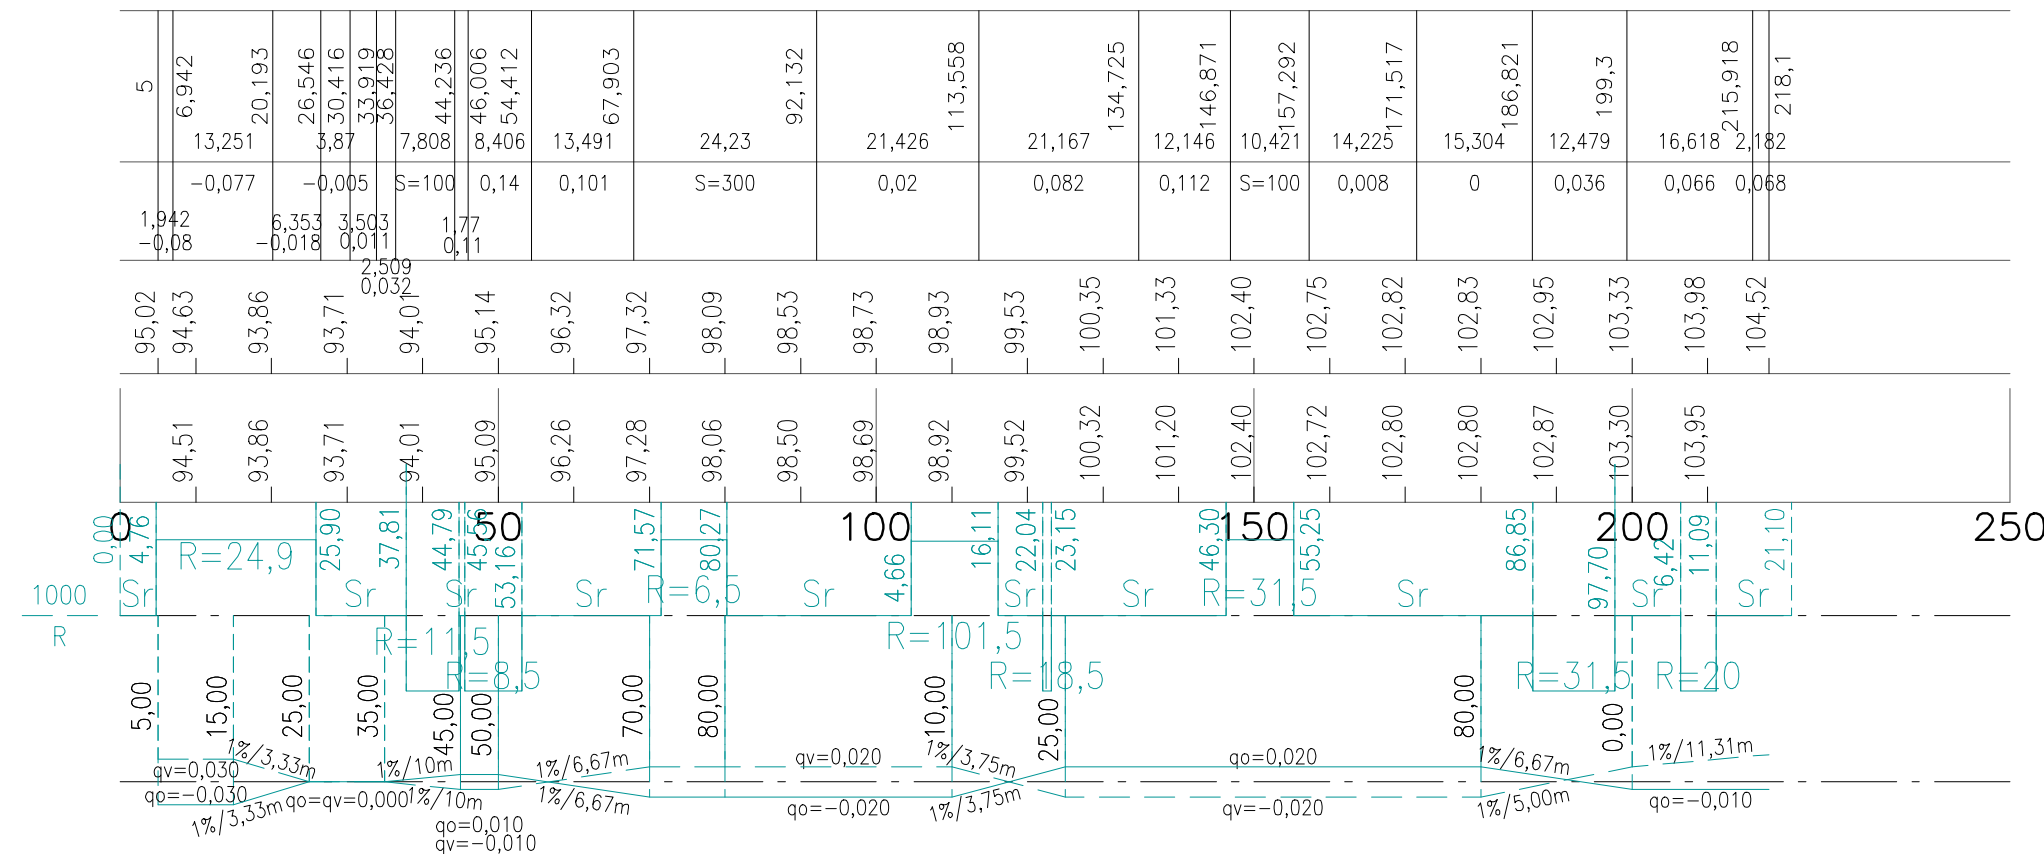 5 6,942 20,193 26,546 30,416 33,919 36,428 44,236 46,006 54,412 67,903 92,132 113,558 134,725 146,871 157,292 171,517 186,821 199,3 215,918 218,1
13,251 3,87 7,808 8,406 13,491 24,23 21,426 21,167 12,146 10,421 14,225 15,304 12,479 16,618 2,182
-0,077 -0,005 S=100 0,14 0,101 S=300 0,02 0,082 0,112 S=100 0,008 0 0,036 0,066 0,068
1,942 6,353 3,503 1,77
-0,08 -0,018 0,011 0,11
2,509
0,032
95,02 94,63 93,86 93,71 94,01 95,14 96,32 97,32 98,09 98,53 98,73 98,93 99,53 100,35 101,33 102,40 102,75 102,82 102,83 102,95 103,33 103,98 104,52
94,51 93,86 93,71 94,01 95,09 96,26 97,28 98,06 98,50 98,69 98,92 99,52 100,32 101,20 102,40 102,72 102,80 102,80 102,87 103,30 103,95
0 50 100 150 200 250
0,00 4,76 25,90 37,81 44,79 45,56 53,16 71,57 80,27 4,66 16,11 22,04 23,15 46,30 55,25 86,85 97,70 6,42 11,09 21,10
R=24,9 R=6,5 R=31,5
1000 Sr Sr Sr Sr Sr Sr Sr Sr Sr Sr
R
R=11,5 R=101,5
R=8,5 R=18,5 R=31,5 R=20
5,00 15,00 25,00 35,00 45,00 50,00 70,00 80,00 10,00 25,00 80,00 0,00
1%/3,33m 1%/10m 1%/6,67m qv=0,020 1%/3,75m qo=0,020 1%/6,67m 1%/11,31m
qv=0,030
qo=-0,030 qo=qv=0,000 1%/10m 1%/6,67m qo=-0,020 1%/3,75m qv=-0,020 1%/5,00m qo=-0,010
1%/3,33m
qo=0,010
qv=-0,010